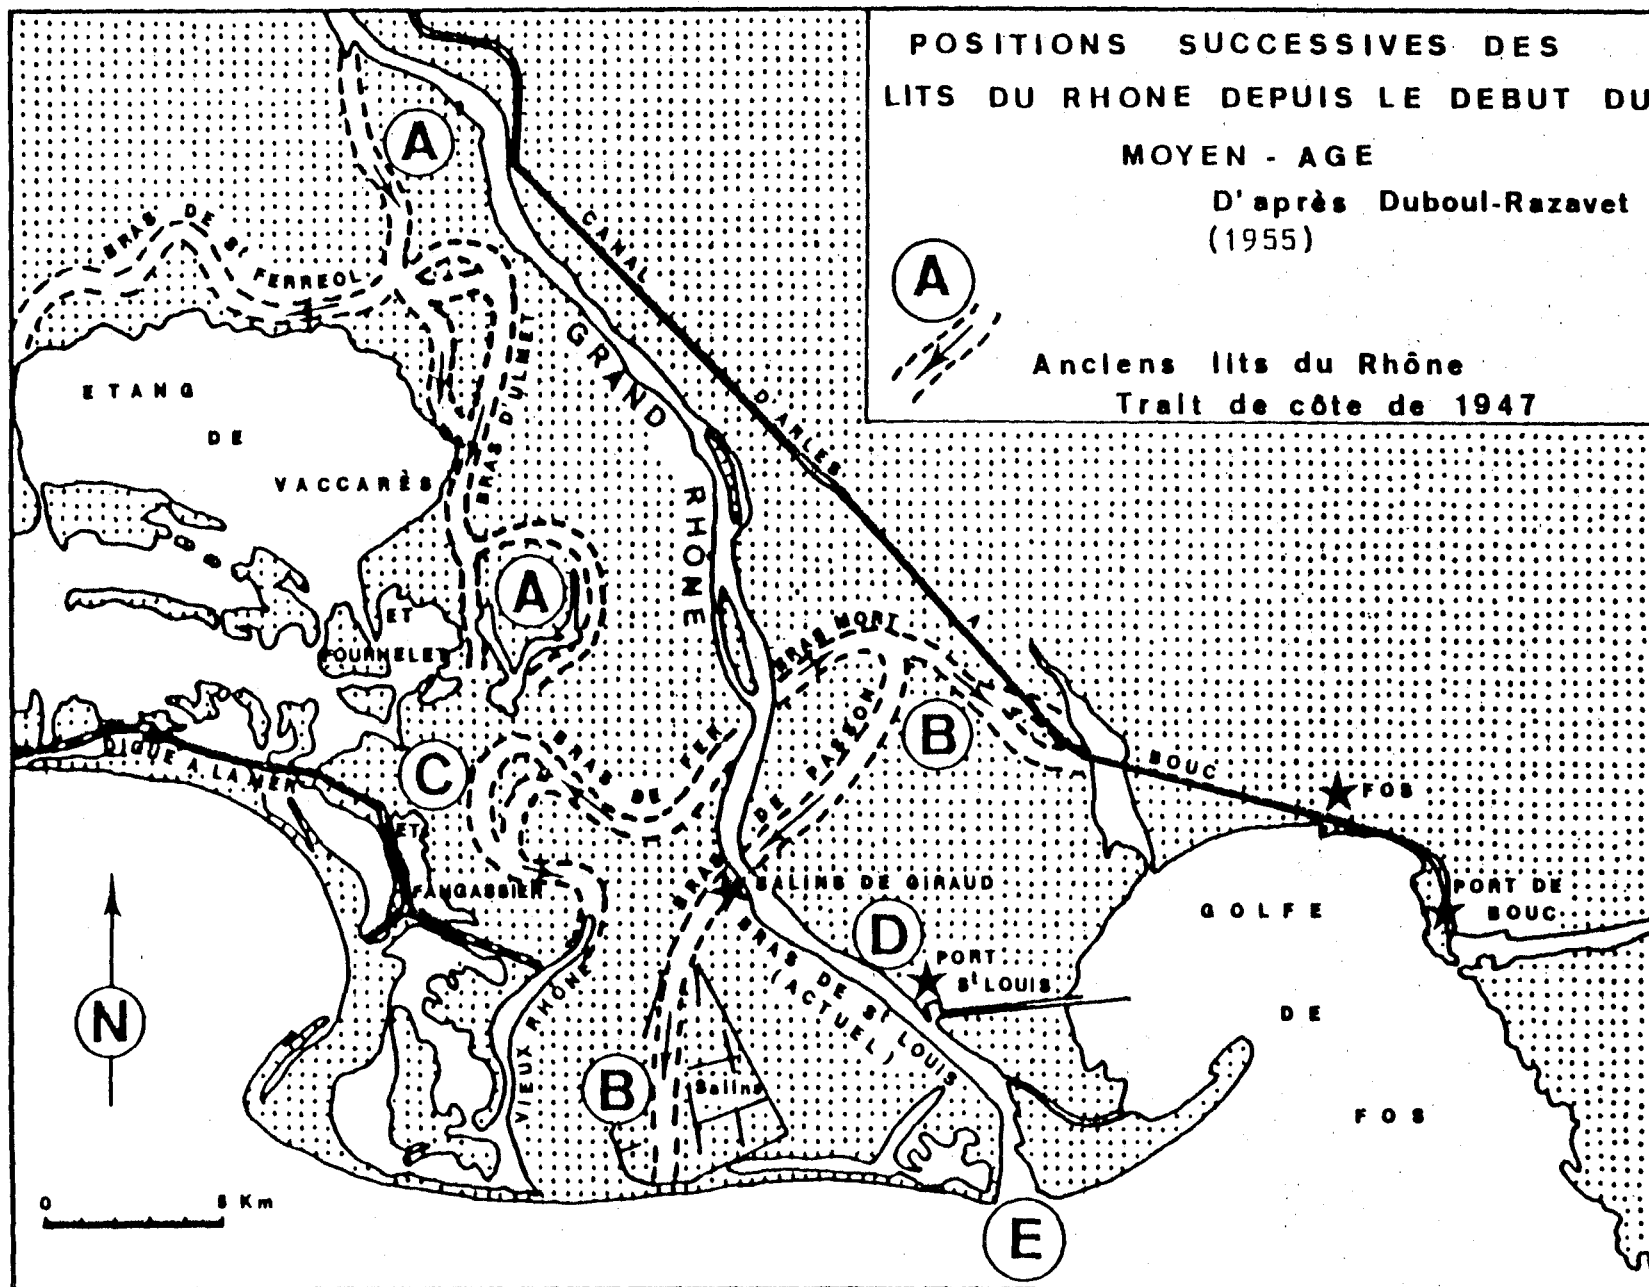 POSITIONS SUCCESSIVES DES
LITS DU RHONE DEPUIS LE DEBUT DU
MOYEN - AGE
D'après Duboul-Razavet
(1955)
A
Anciens lits du Rhône
Trait de côte de 1947
A
BRAS DE St FERREOL
CANAL D'ARLES A BOUC
GRAND RHÔNE
BRAS D'ULMET
ETANG
DE
VACCARÈS
A
ET
FOURNELET
BRAS MORT
BRAS DE PASSON
B
BRAS DE FER
C
DIGUE A LA MER
ET
FANGASSIER
FOS
SALINS DE GIRAUD
PORT DE
BOUC
GOLFE
DE
FOS
D
PORT
St LOUIS
BRAS DE St LOUIS
(ACTUEL)
VIEUX RHÔNE
N
B
Salins
E
0 5 Km